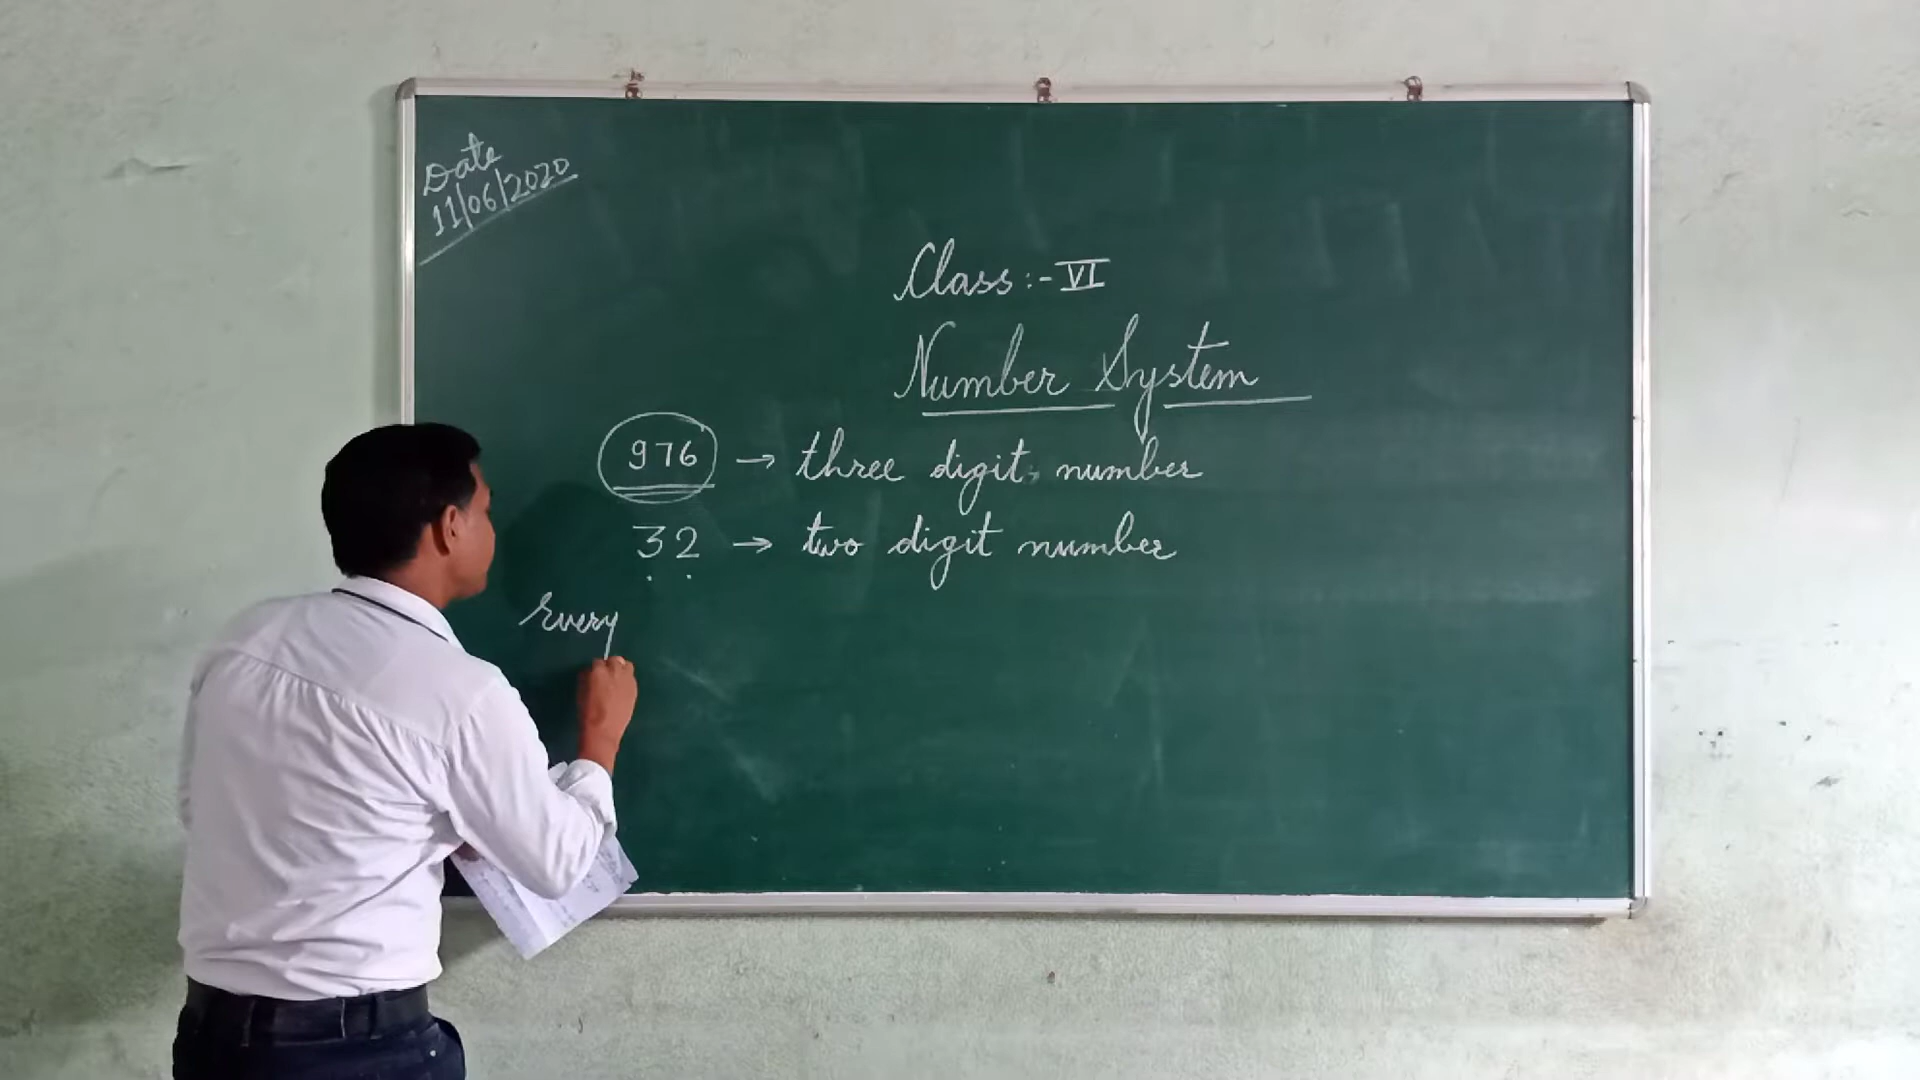 Date
11/06/2020
Class:-VI
Number System
976 → three digit number
32 → two digit number
Every